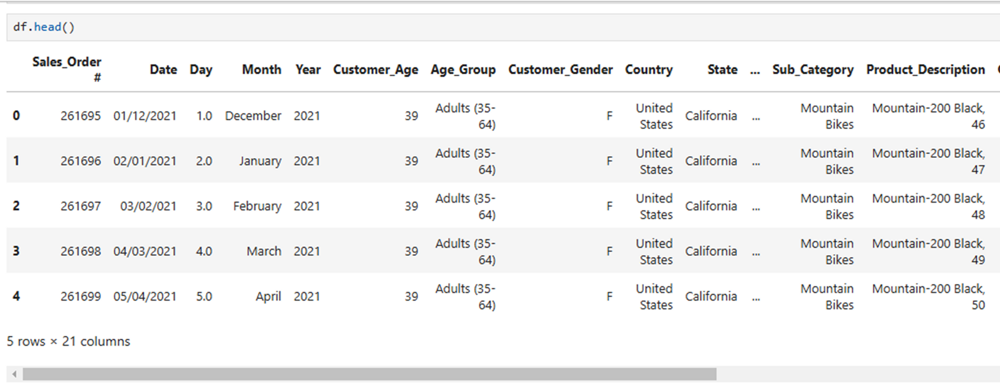 df.head()
Sales_Order # Date Day Month Year Customer_Age Age_Group Customer_Gender Country State ... Sub_Category Product_Description
0 261695 01/12/2021 1.0 December 2021 39 Adults (35-64) F United States California ... Mountain Bikes Mountain-200 Black, 46
1 261696 02/01/2021 2.0 January 2021 39 Adults (35-64) F United States California ... Mountain Bikes Mountain-200 Black, 47
2 261697 03/02/021 3.0 February 2021 39 Adults (35-64) F United States California ... Mountain Bikes Mountain-200 Black, 48
3 261698 04/03/2021 4.0 March 2021 39 Adults (35-64) F United States California ... Mountain Bikes Mountain-200 Black, 49
4 261699 05/04/2021 5.0 April 2021 39 Adults (35-64) F United States California ... Mountain Bikes Mountain-200 Black, 50
5 rows × 21 columns